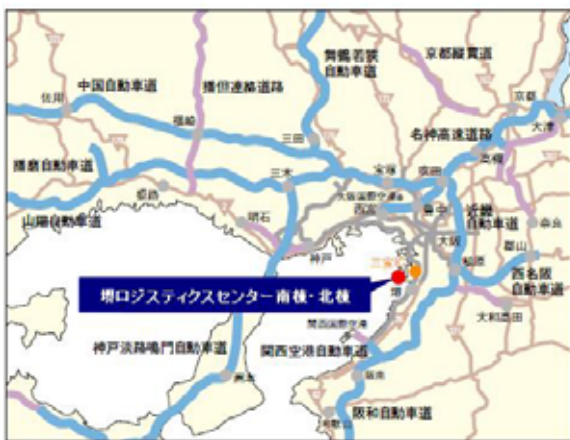 舞鶴若狭
自動車道
京都縦貫道
播但連絡道路
中国自動車道
佐用
福崎
京都
大津
名神高速道路
三田
高槻
播磨自動車道
宝塚
吹田
三木
大阪国際空港
姫路
西宮
豊中
近畿
自動車道
山陽自動車道
明石
神戸
大阪
奈良
郡山
松原
西名阪
自動車道
堺
堺ロジスティクスセンター 南棟・北棟
大和高田
関西国際空港
神戸淡路鳴門自動車道
関西空港自動車道
阪南
阪和自動車道
和歌山